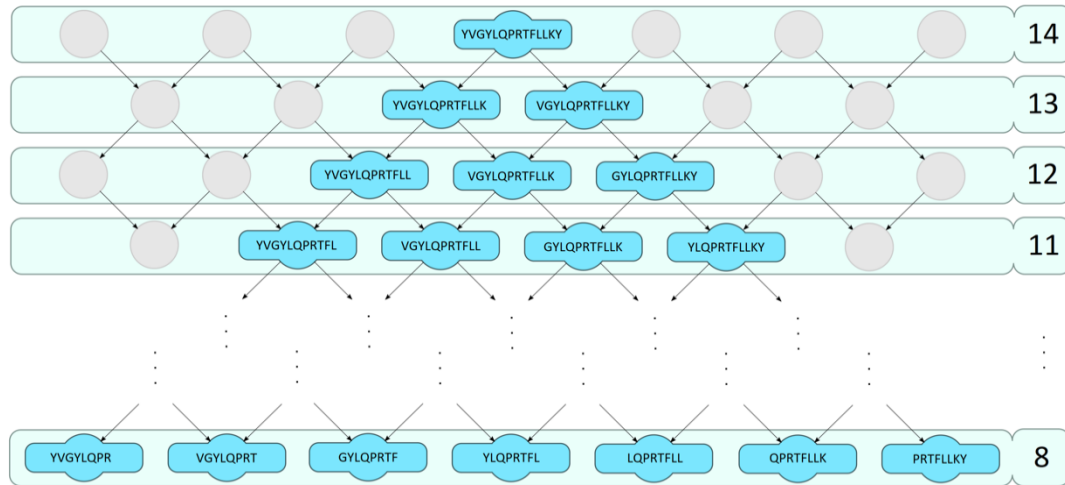 YVGYLQPRTFLLKY 14
YVGYLQPRTFLLK VGYLQPRTFLLKY 13
YVGYLQPRTFLL VGYLQPRTFLLK GYLQPRTFLLKY 12
YVGYLQPRTFL VGYLQPRTFLL GYLQPRTFLLK YLQPRTFLLKY 11
YVGYLQPR VGYLQPRT GYLQPRTF YLQPRTFL LQPRTFLL QPRTFLLK PRTFLLKY 8